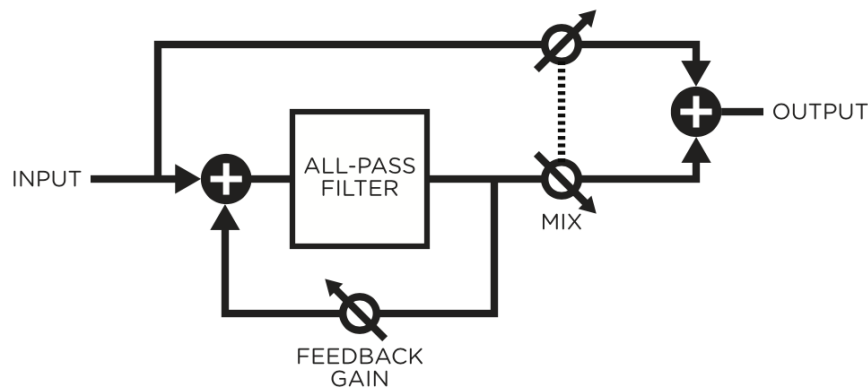 INPUT
ALL-PASS
FILTER
MIX
OUTPUT
FEEDBACK
GAIN